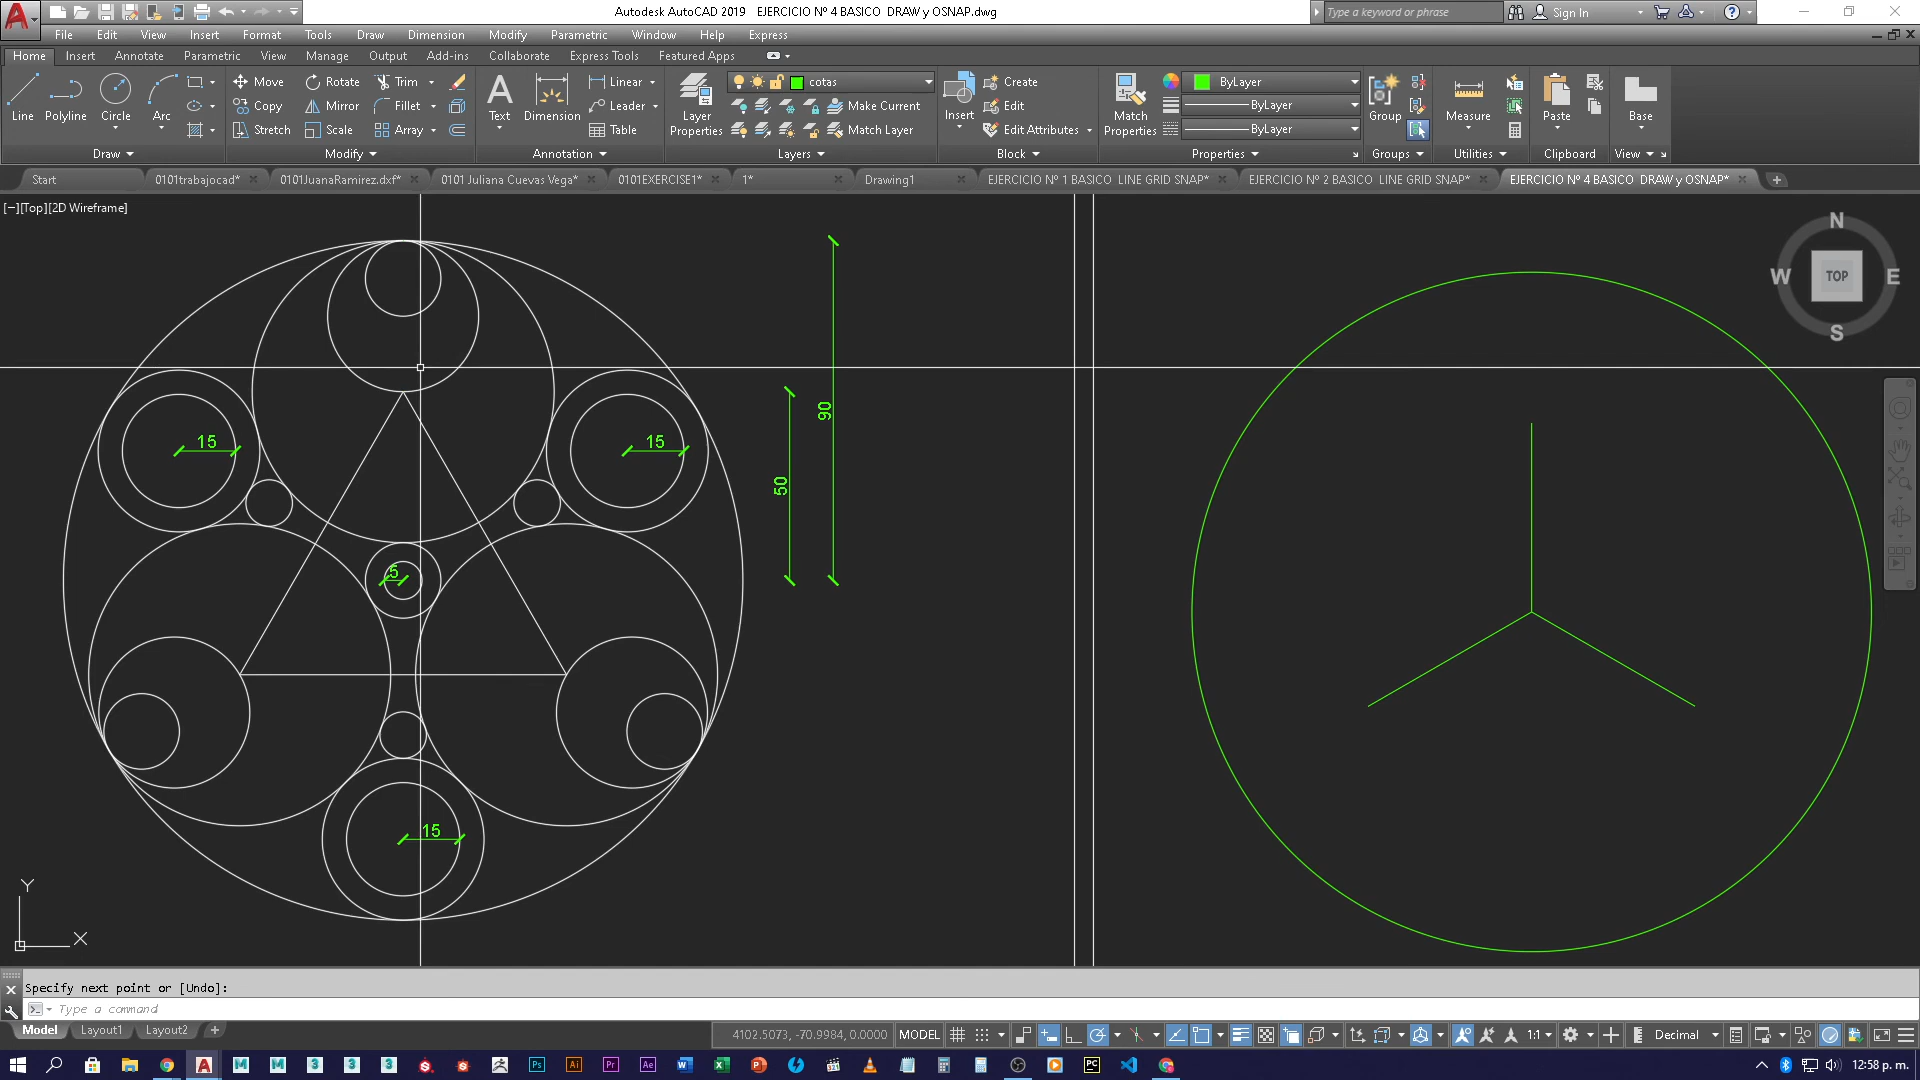 Autodesk AutoCAD 2019 EJERCICIO Nº 4 BASICO DRAW y OSNAP.dwg
Type a keyword or phrase
Sign In
File Edit View Insert Format Tools Draw Dimension Modify Parametric Window Help Express
Home Insert Annotate Parametric View Manage Output Add-ins Collaborate Express Tools Featured Apps
Line
Polyline
Circle
Arc
Draw
Move
Rotate
Trim
Copy
Mirror
Fillet
Stretch
Scale
Array
Modify
Text
Dimension
Linear
Leader
Table
Annotation
Layer
Properties
cotas
Make Current
Match Layer
Layers
Insert
Create
Edit
Edit Attributes
Block
Match
Properties
ByLayer
ByLayer
ByLayer
Properties
Group
Groups
Measure
Utilities
Paste
Clipboard
Base
View
Start
0101trabajocad*
0101JuanaRamirez.dxf*
0101 Juliana Cuevas Vega*
0101EXERCISE1*
1*
Drawing1
EJERCICIO Nº 1 BASICO LINE GRID SNAP*
EJERCICIO Nº 2 BASICO LINE GRID SNAP*
EJERCICIO Nº 4 BASICO DRAW y OSNAP*
[−][Top][2D Wireframe]
N
W
TOP
E
S
90
50
15
15
5
15
Y
X
Specify next point or [Undo]:
Type a command
Model
Layout1
Layout2
4102.5073, -70.9984, 0.0000
MODEL
1:1
Decimal
12:58 p. m.